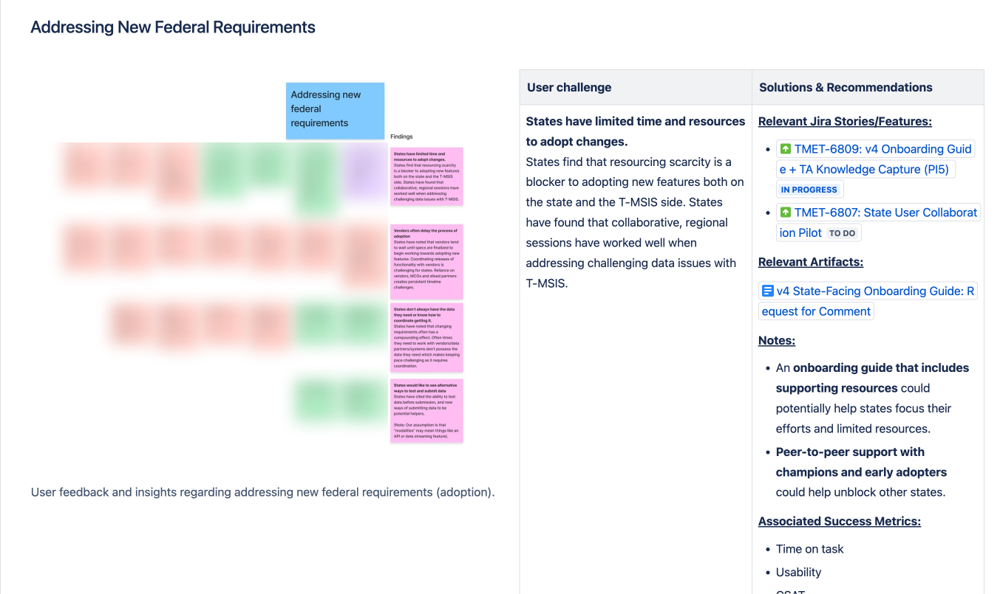 Addressing New Federal Requirements
Addressing new
federal
requirements
Findings
States have limited time and
resources to adopt changes.
States find that resourcing scarcity
is a blocker to adopting new features
both on the state and the T-MSIS
side. States have found that
collaborative, regional sessions have
worked well when addressing
challenging data issues with T-MSIS.
Vendors often delay the process of
adoption
States have noted that vendors tend
to wait until specs are finalized to
begin working towards adopting new
features. Coordinating releases of
functionality with vendors is
challenging for states. Reliance on
vendors, MCOs and siloed partners
creates persistent timeline
challenges.
States don't always have the data
they need or know how to
coordinate getting it.
States have noted that changing
requirements often has a
compounding effect. Often times
they need to work with vendors/data
partners/systems don't possess the
data they need which makes keeping
pace challenging as it requires
coordination.
States would like to see alternative
ways to test and submit data
States have cited the ability to test
data before submission, and new
ways of submitting data to be
potential helpers.
(Note: Our assumption is that
"modalities" may mean things like an
API or data streaming feature).
User feedback and insights regarding addressing new federal requirements (adoption).
User challenge
States have limited time and resources
to adopt changes.
States find that resourcing scarcity is a
blocker to adopting new features both on
the state and the T-MSIS side. States
have found that collaborative, regional
sessions have worked well when
addressing challenging data issues with
T-MSIS.
Solutions & Recommendations
Relevant Jira Stories/Features:
TMET-6809: v4 Onboarding Guid
e + TA Knowledge Capture (PI5)
IN PROGRESS
TMET-6807: State User Collaborat
ion Pilot TO DO
Relevant Artifacts:
v4 State-Facing Onboarding Guide: R
equest for Comment
Notes:
An onboarding guide that includes
supporting resources could
potentially help states focus their
efforts and limited resources.
Peer-to-peer support with
champions and early adopters
could help unblock other states.
Associated Success Metrics:
Time on task
Usability
CSAT